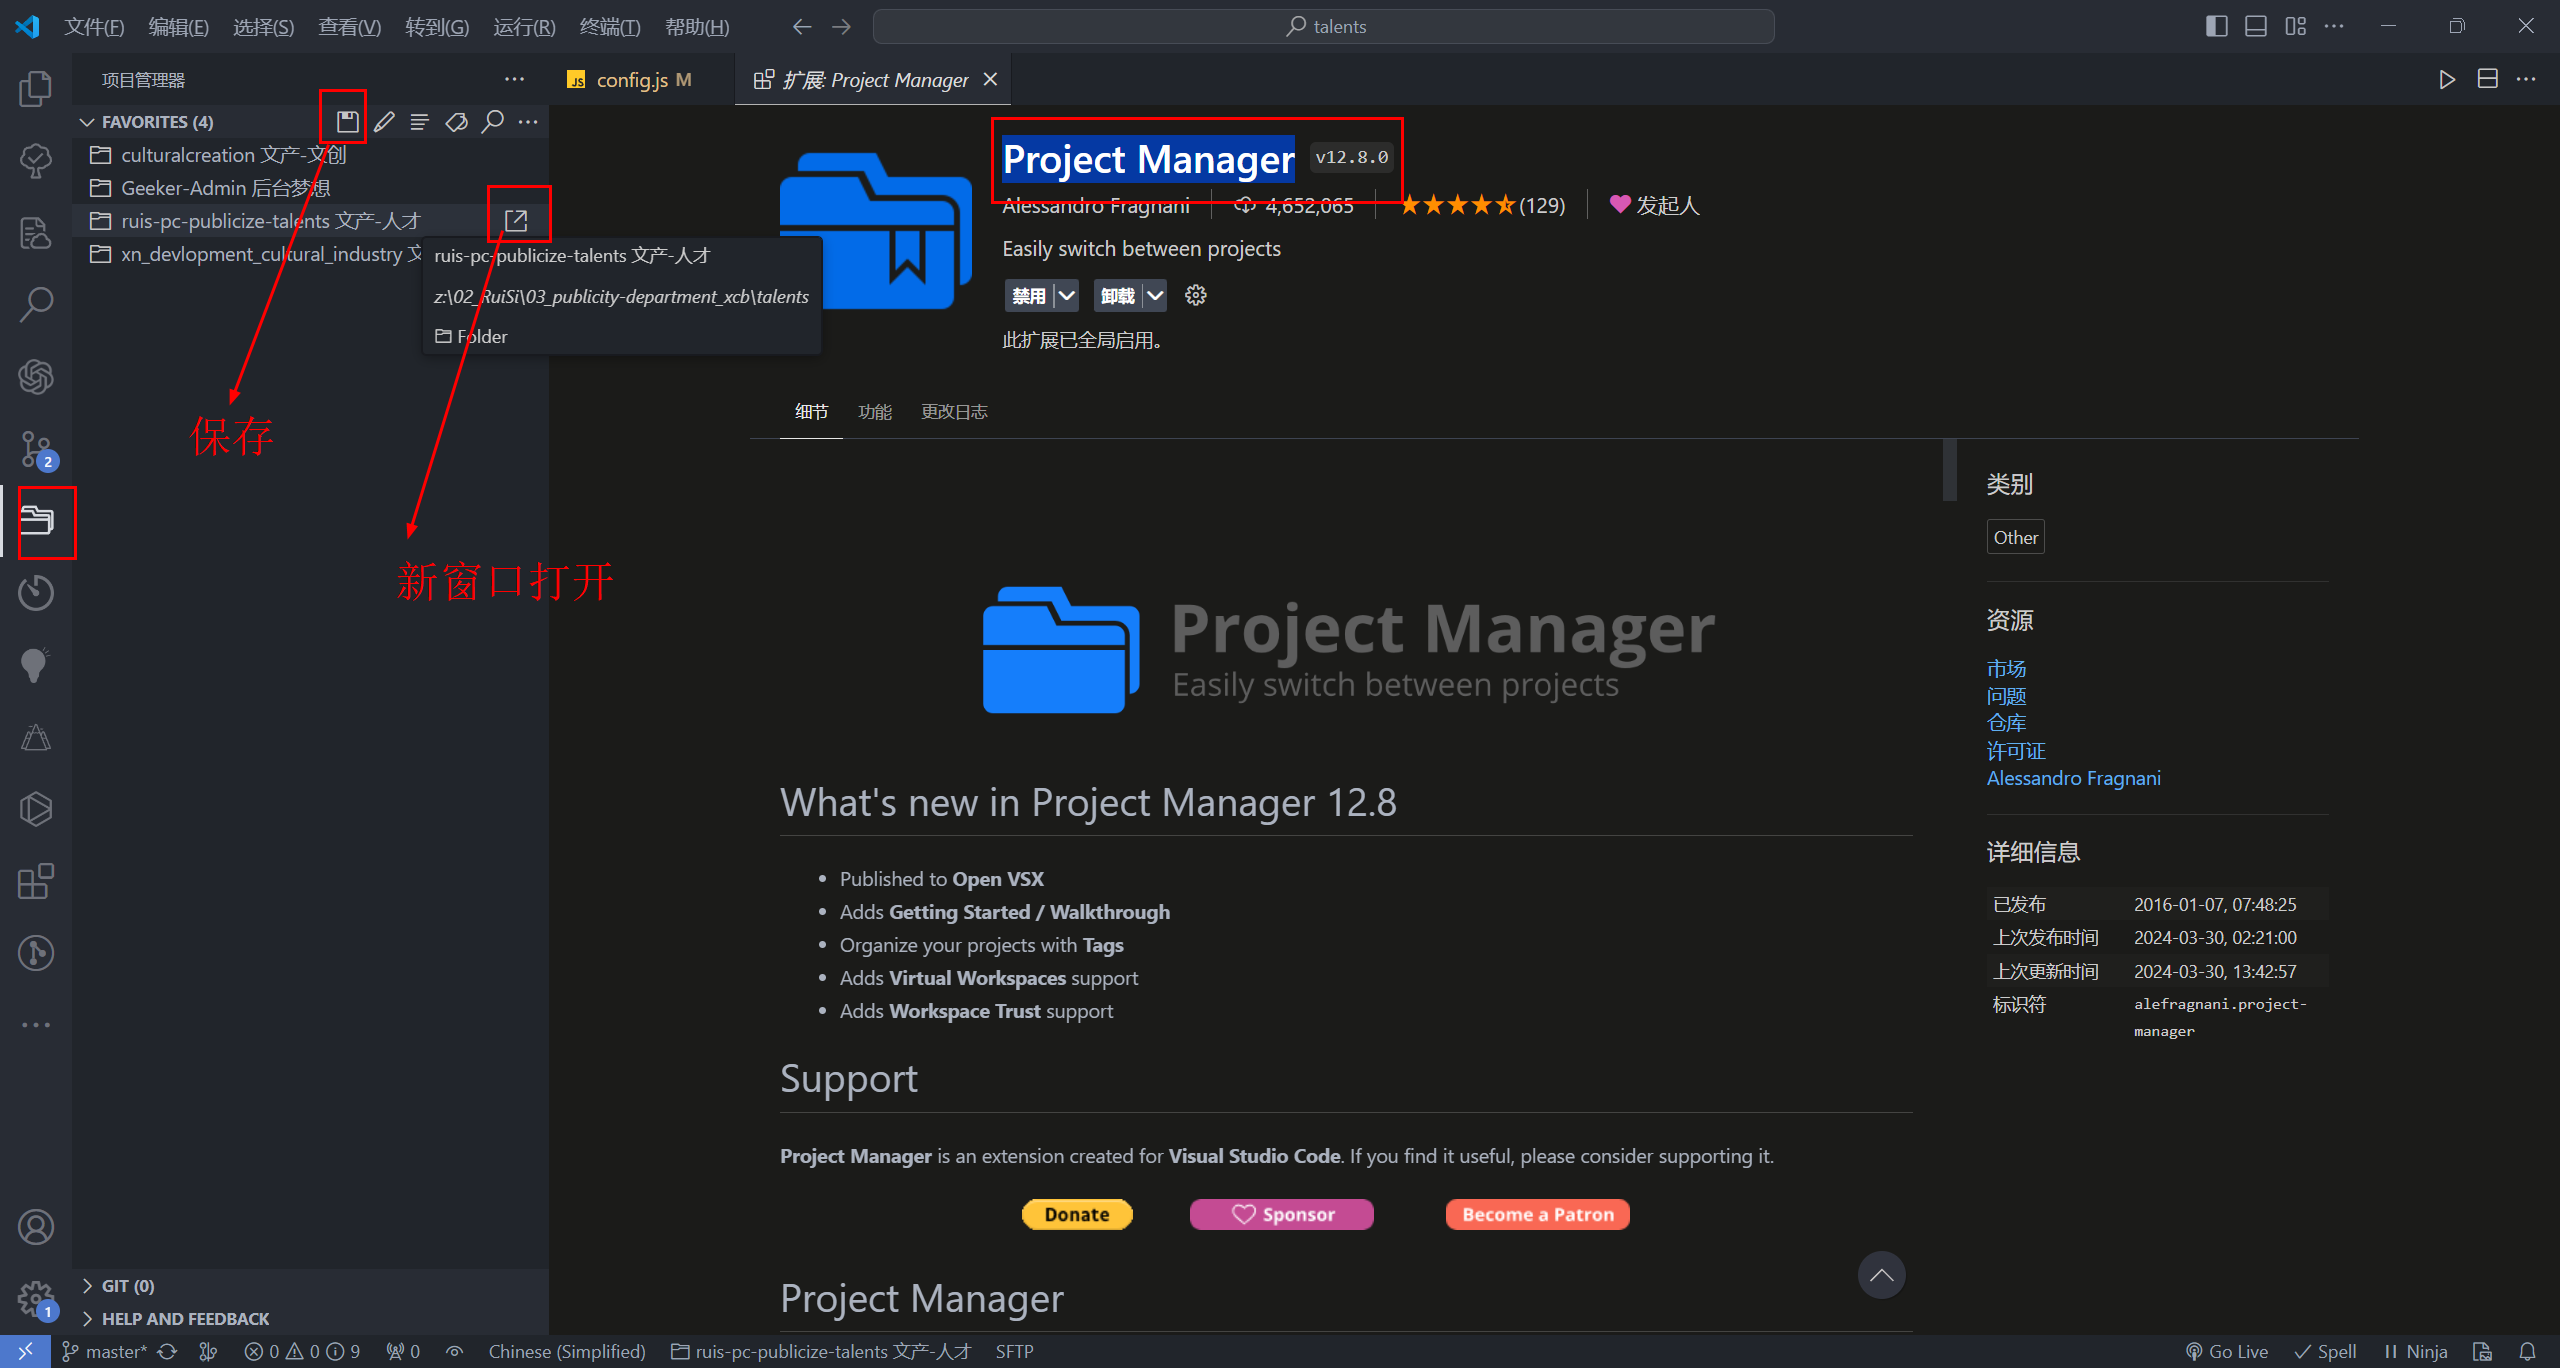 文件(F) 编辑(E) 选择(S) 查看(V) 转到(G) 运行(R) 终端(T) 帮助(H)
talents
项目管理器
config.js M
扩展: Project Manager
FAVORITES (4)
culturalcreation 文产-文创
Geeker-Admin 后台梦想
ruis-pc-publicize-talents 文产-人才
xn_devlopment_cultural_industry 文
ruis-pc-publicize-talents 文产-人才
z:\02_RuiSi\03_publicity-department_xcb\talents
Folder
保存
新窗口打开
2
Project Manager v12.8.0
Alessandro Fragnani 4,652,065 (129) 发起人
Easily switch between projects
禁用 卸载
此扩展已全局启用。
细节 功能 更改日志
Project Manager
Easily switch between projects
What's new in Project Manager 12.8
Published to Open VSX
Adds Getting Started / Walkthrough
Organize your projects with Tags
Adds Virtual Workspaces support
Adds Workspace Trust support
Support
Project Manager is an extension created for Visual Studio Code. If you find it useful, please consider supporting it.
Donate Sponsor Become a Patron
Project Manager
类别
Other
资源
市场
问题
仓库
许可证
Alessandro Fragnani
详细信息
已发布 2016-01-07, 07:48:25
上次发布时间 2024-03-30, 02:21:00
上次更新时间 2024-03-30, 13:42:57
标识符 alefragnani.project-
manager
GIT (0)
1
HELP AND FEEDBACK
master* 0 0 9 0 Chinese (Simplified) ruis-pc-publicize-talents 文产-人才 SFTP Go Live Spell Ninja